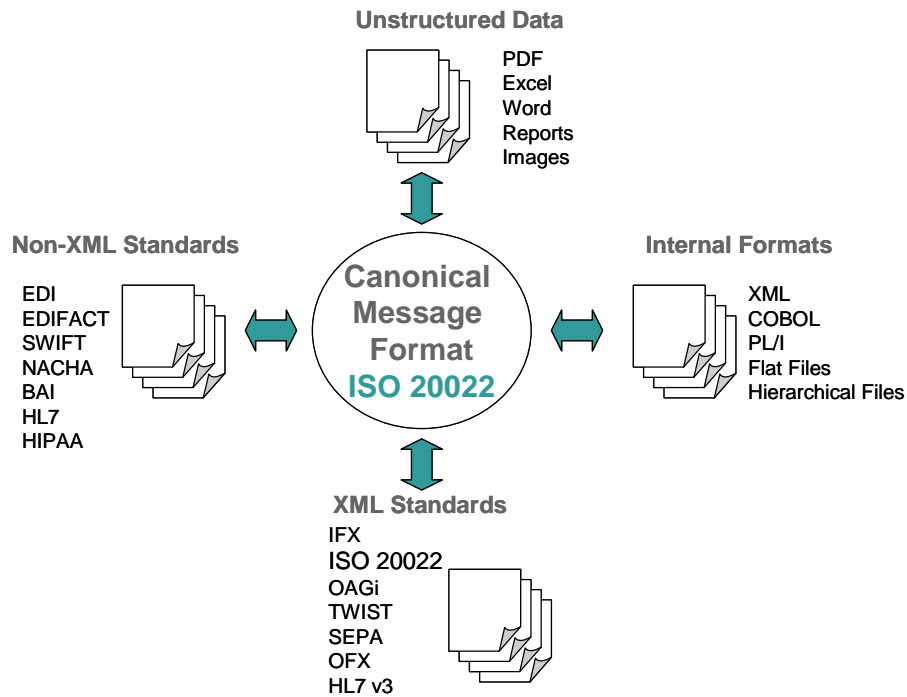 Unstructured Data
PDF
Excel
Word
Reports
Images
Non-XML Standards
EDI
EDIFACT
SWIFT
NACHA
BAI
HL7
HIPAA
Canonical
Message
Format
ISO 20022
Internal Formats
XML
COBOL
PL/I
Flat Files
Hierarchical Files
XML Standards
IFX
ISO 20022
OAGi
TWIST
SEPA
OFX
HL7 v3